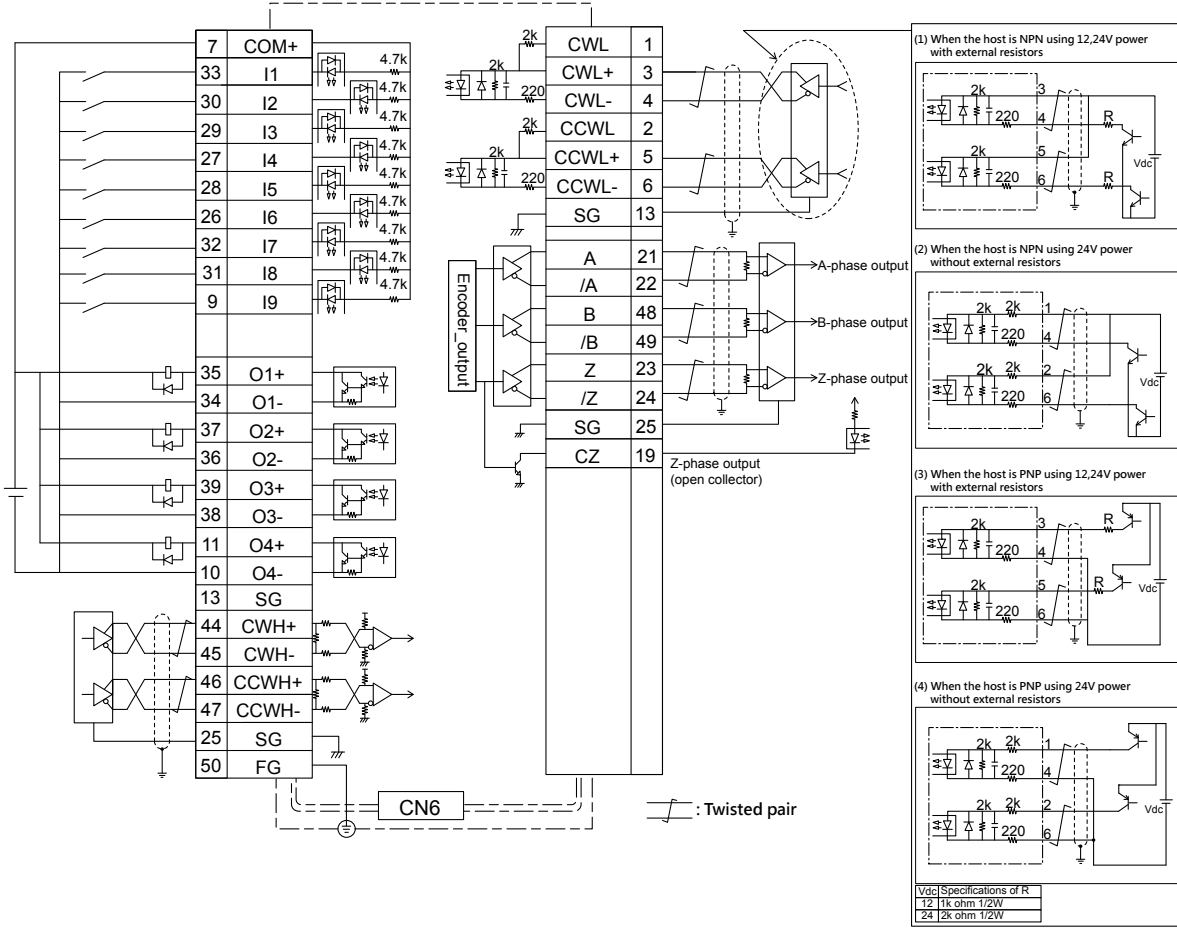 7 COM+
33 I1 4.7k
30 I2 4.7k
29 I3 4.7k
27 I4 4.7k
28 I5 4.7k
26 I6 4.7k
32 I7 4.7k
31 I8 4.7k
9 I9 4.7k
35 O1+
34 O1-
37 O2+
36 O2-
39 O3+
38 O3-
11 O4+
10 O4-
13 SG
44 CWH+
45 CWH-
46 CCWH+
47 CCWH-
25 SG
50 FG
CN6
2k CWL 1
2k CWL+ 3
220 CWL- 4
2k CCWL 2
2k CCWL+ 5
220 CCWL- 6
SG 13
Encoder_output
A 21 A-phase output
/A 22
B 48 B-phase output
/B 49
Z 23 Z-phase output
/Z 24
SG 25
CZ 19 Z-phase output
(open collector)
: Twisted pair
(1) When the host is NPN using 12,24V power
with external resistors
2k 3
220 4 R
Vdc
2k 5
220 6 R
(2) When the host is NPN using 24V power
without external resistors
2k 2k 1
220 4
2k 2k 2 Vdc
220 6
(3) When the host is PNP using 12,24V power
with external resistors
2k 3 R
220 4
2k 5 R Vdc
220 6
(4) When the host is PNP using 24V power
without external resistors
2k 2k 1
220 4
2k 2k 2 Vdc
220 6
Vdc Specifications of R
12 1k ohm 1/2W
24 2k ohm 1/2W